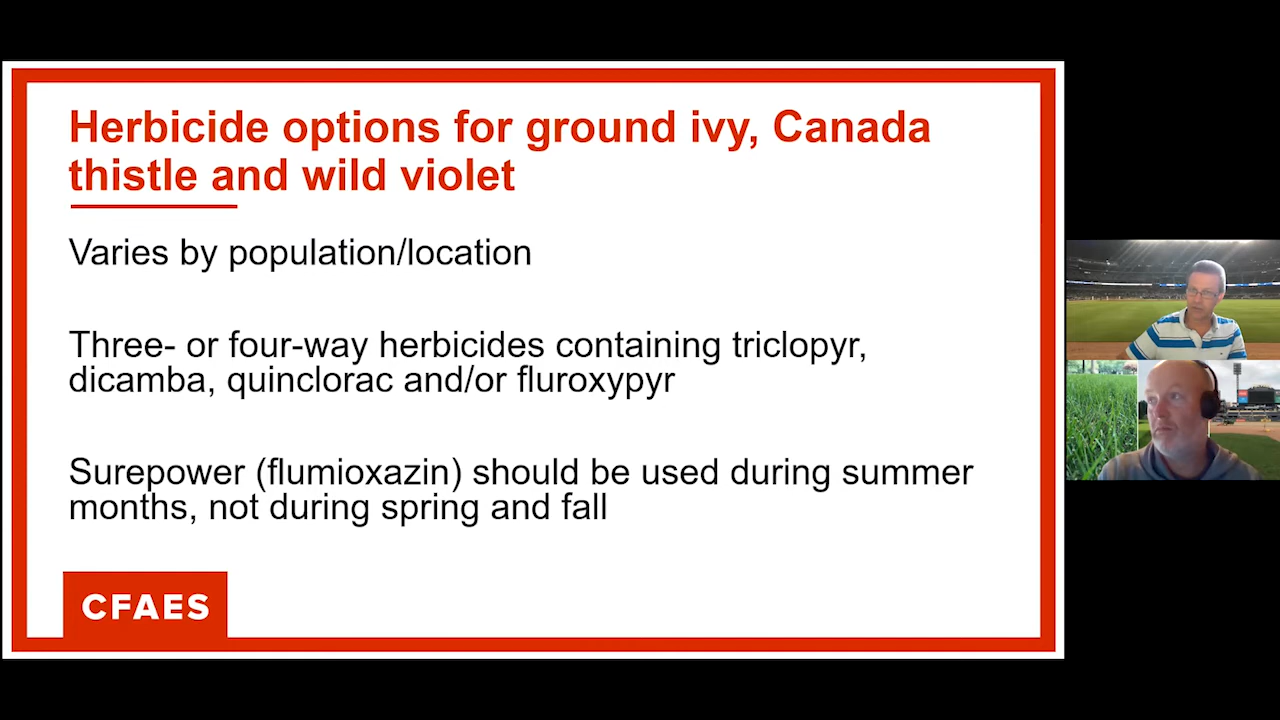 Herbicide options for ground ivy, Canada
thistle and wild violet
Varies by population/location
Three- or four-way herbicides containing triclopyr,
dicamba, quinclorac and/or fluroxypyr
Surepower (flumioxazin) should be used during summer
months, not during spring and fall
CFAES